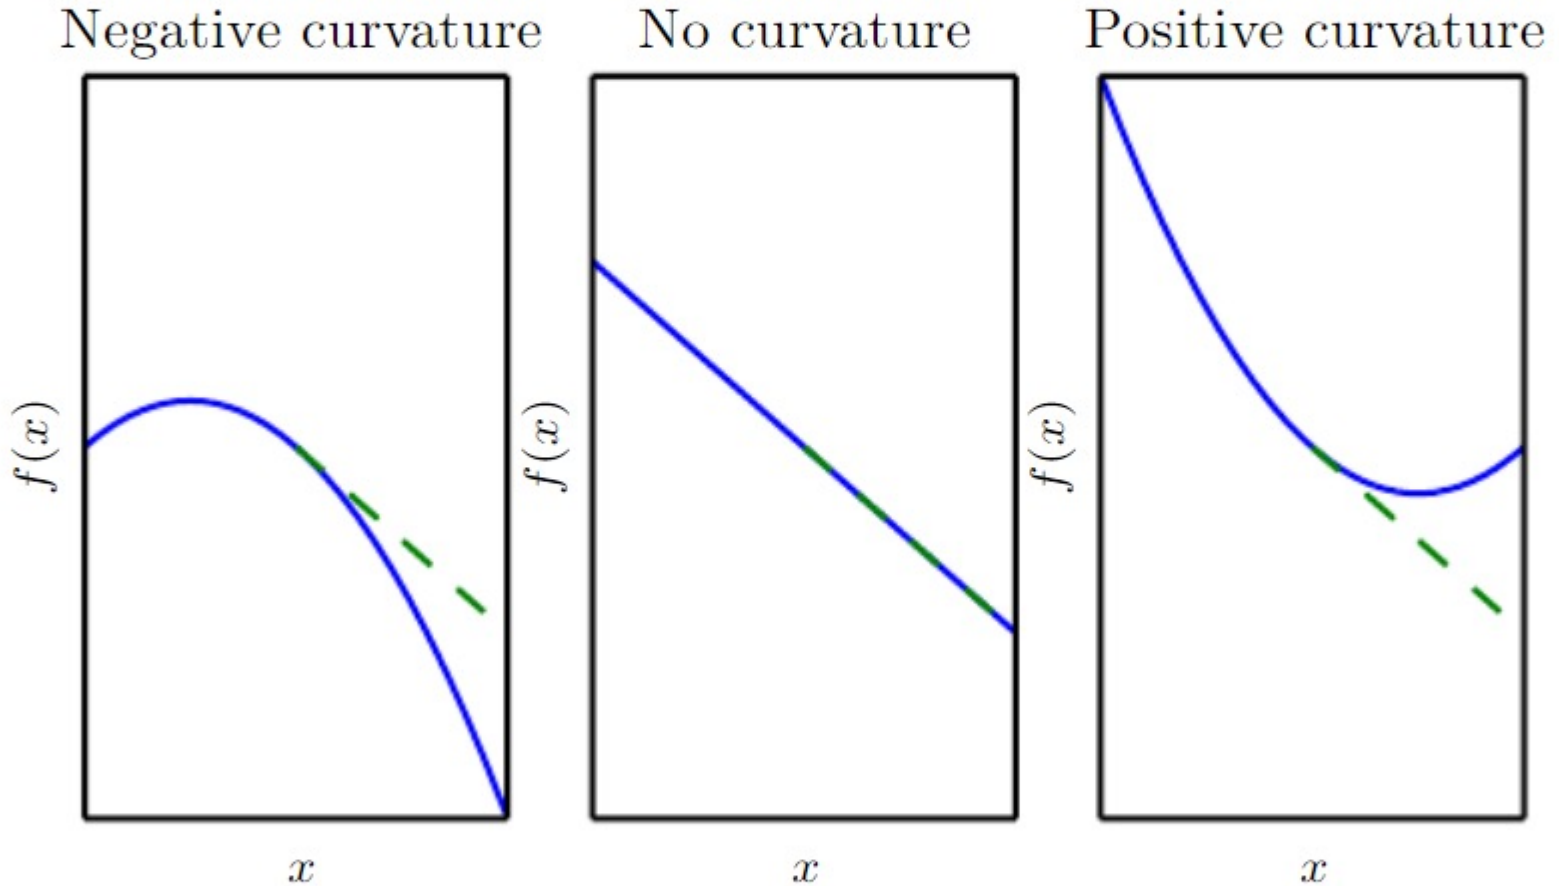 Negative curvature
No curvature
Positive curvature
f(x)
f(x)
f(x)
x
x
x